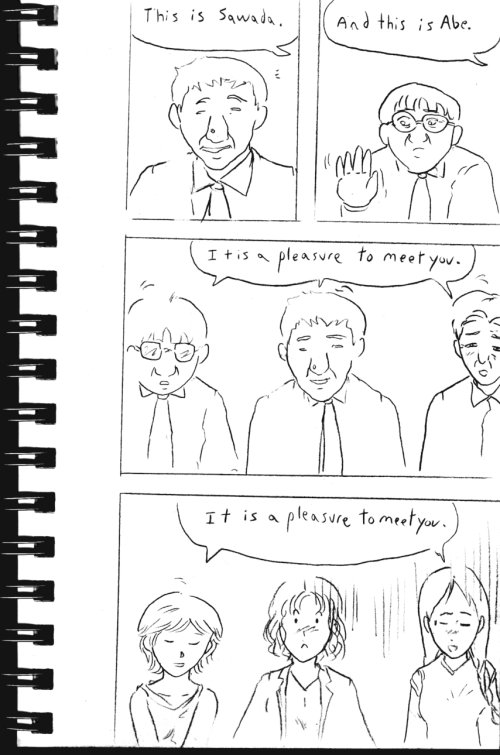 This is Sawada.
And this is Abe.
It is a pleasure to meet you.
It is a pleasure to meet you.